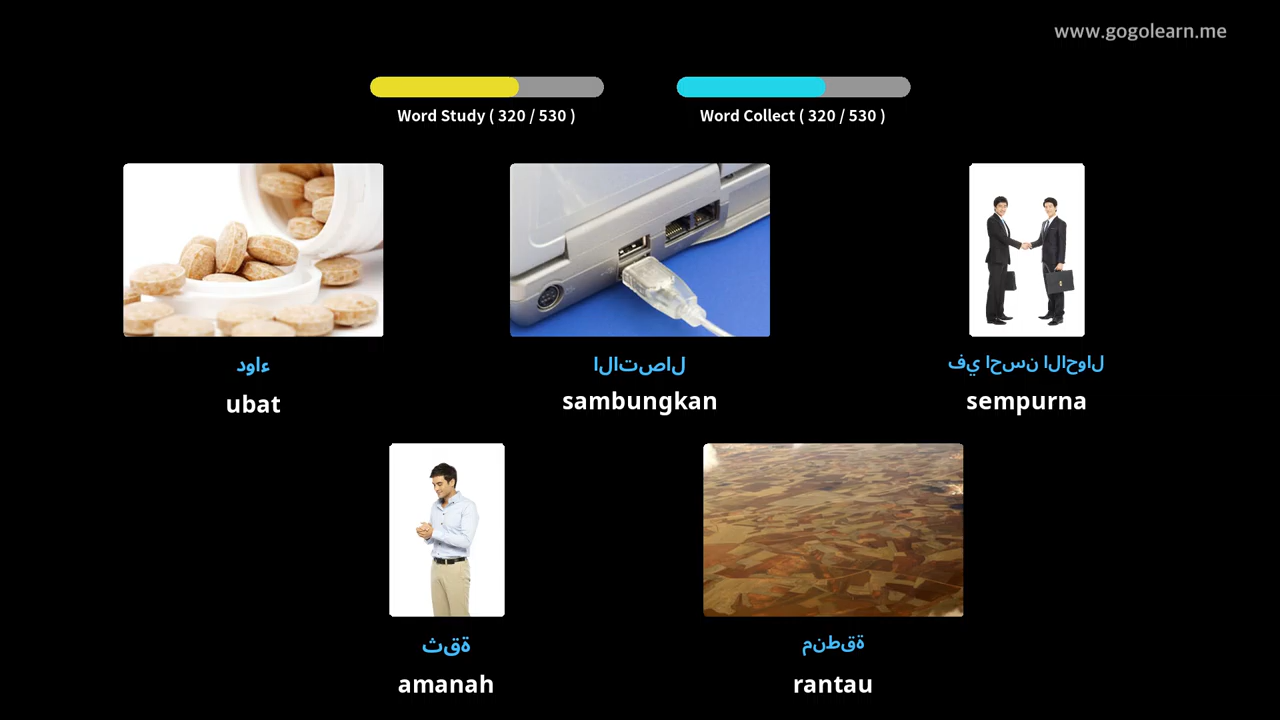 www.gogolearn.me
Word Study ( 320 / 530 )
Word Collect ( 320 / 530 )
دواء
ubat
الاتصال
sambungkan
في احسن الاحوال
sempurna
ثقة
amanah
منطقة
rantau